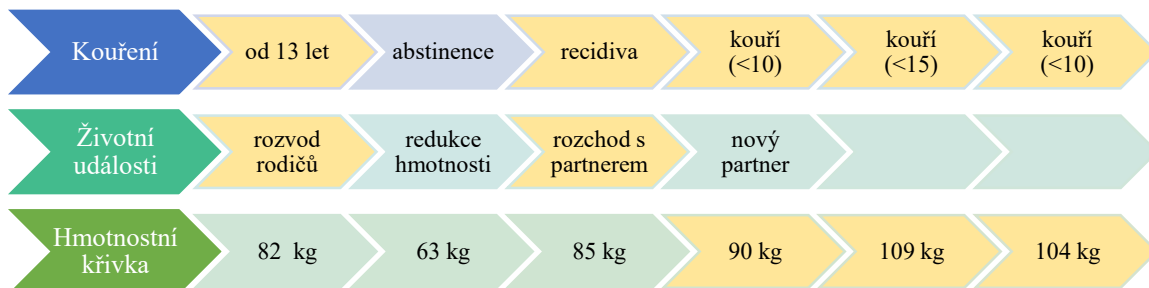 Kouření
od 13 let
abstinence
recidiva
kouří
(<10)
kouří
(<15)
kouří
(<10)
Životní
události
rozvod
rodičů
redukce
hmotnosti
rozchod s
partnerem
nový
partner
Hmotnostní
křivka
82 kg
63 kg
85 kg
90 kg
109 kg
104 kg